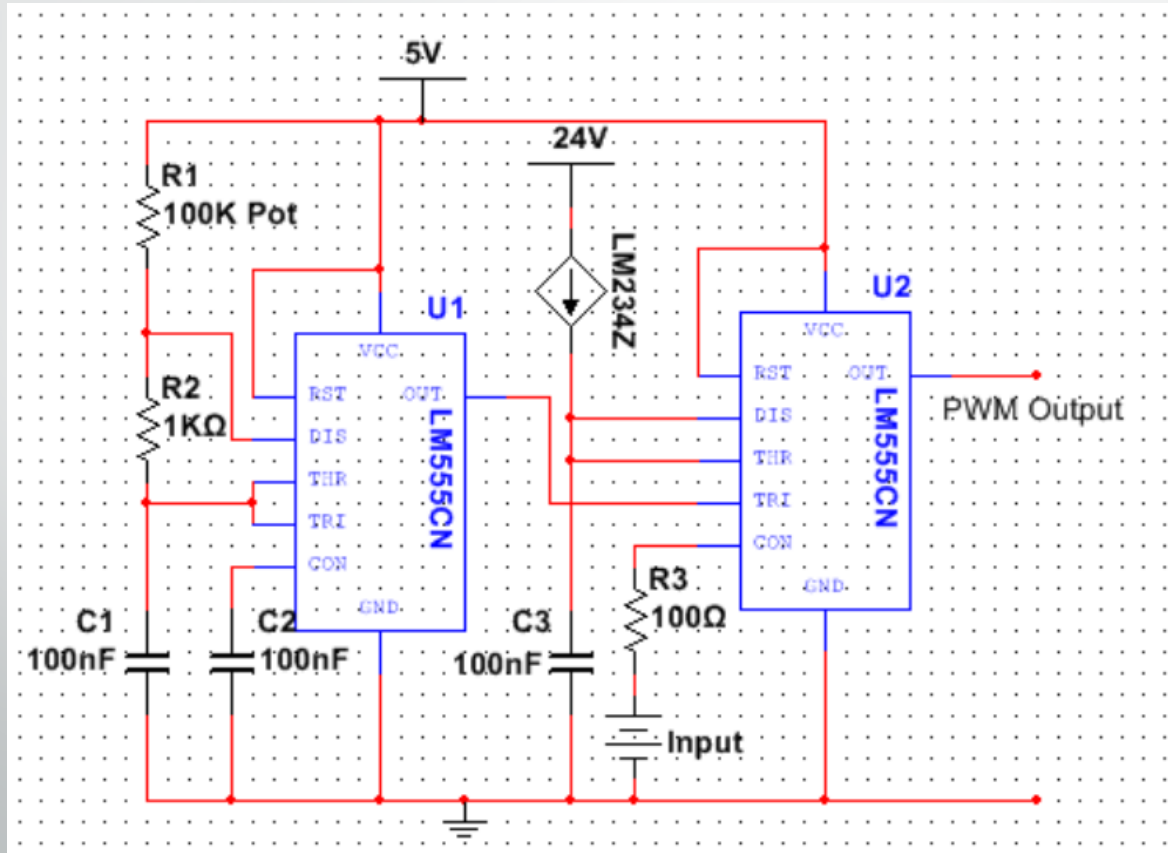 5V
24V
R1
100K Pot
LM234Z
U1
U2
VCC
VCC
RST
OUT
RST
OUT
DIS
THR
TRI
CON
GND
LM555CN
R2
1KΩ
DIS
THR
TRI
CON
GND
LM555CN
PWM Output
R3
100Ω
C1
100nF
C2
100nF
C3
100nF
Input